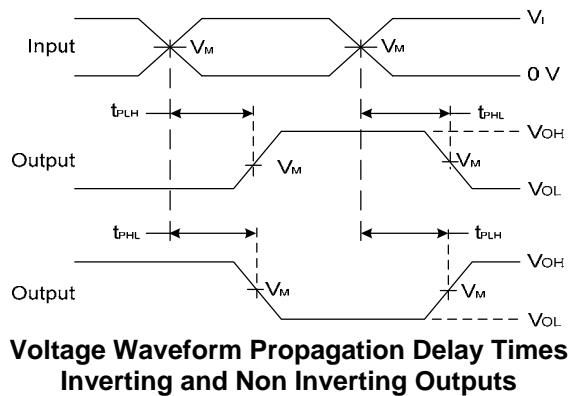 VI
Input
VM
VM
0 V
tPLH
tPHL
VOH
Output
VM
VM
VOL
tPHL
tPLH
VOH
Output
VM
VM
VOL
Voltage Waveform Propagation Delay Times
Inverting and Non Inverting Outputs